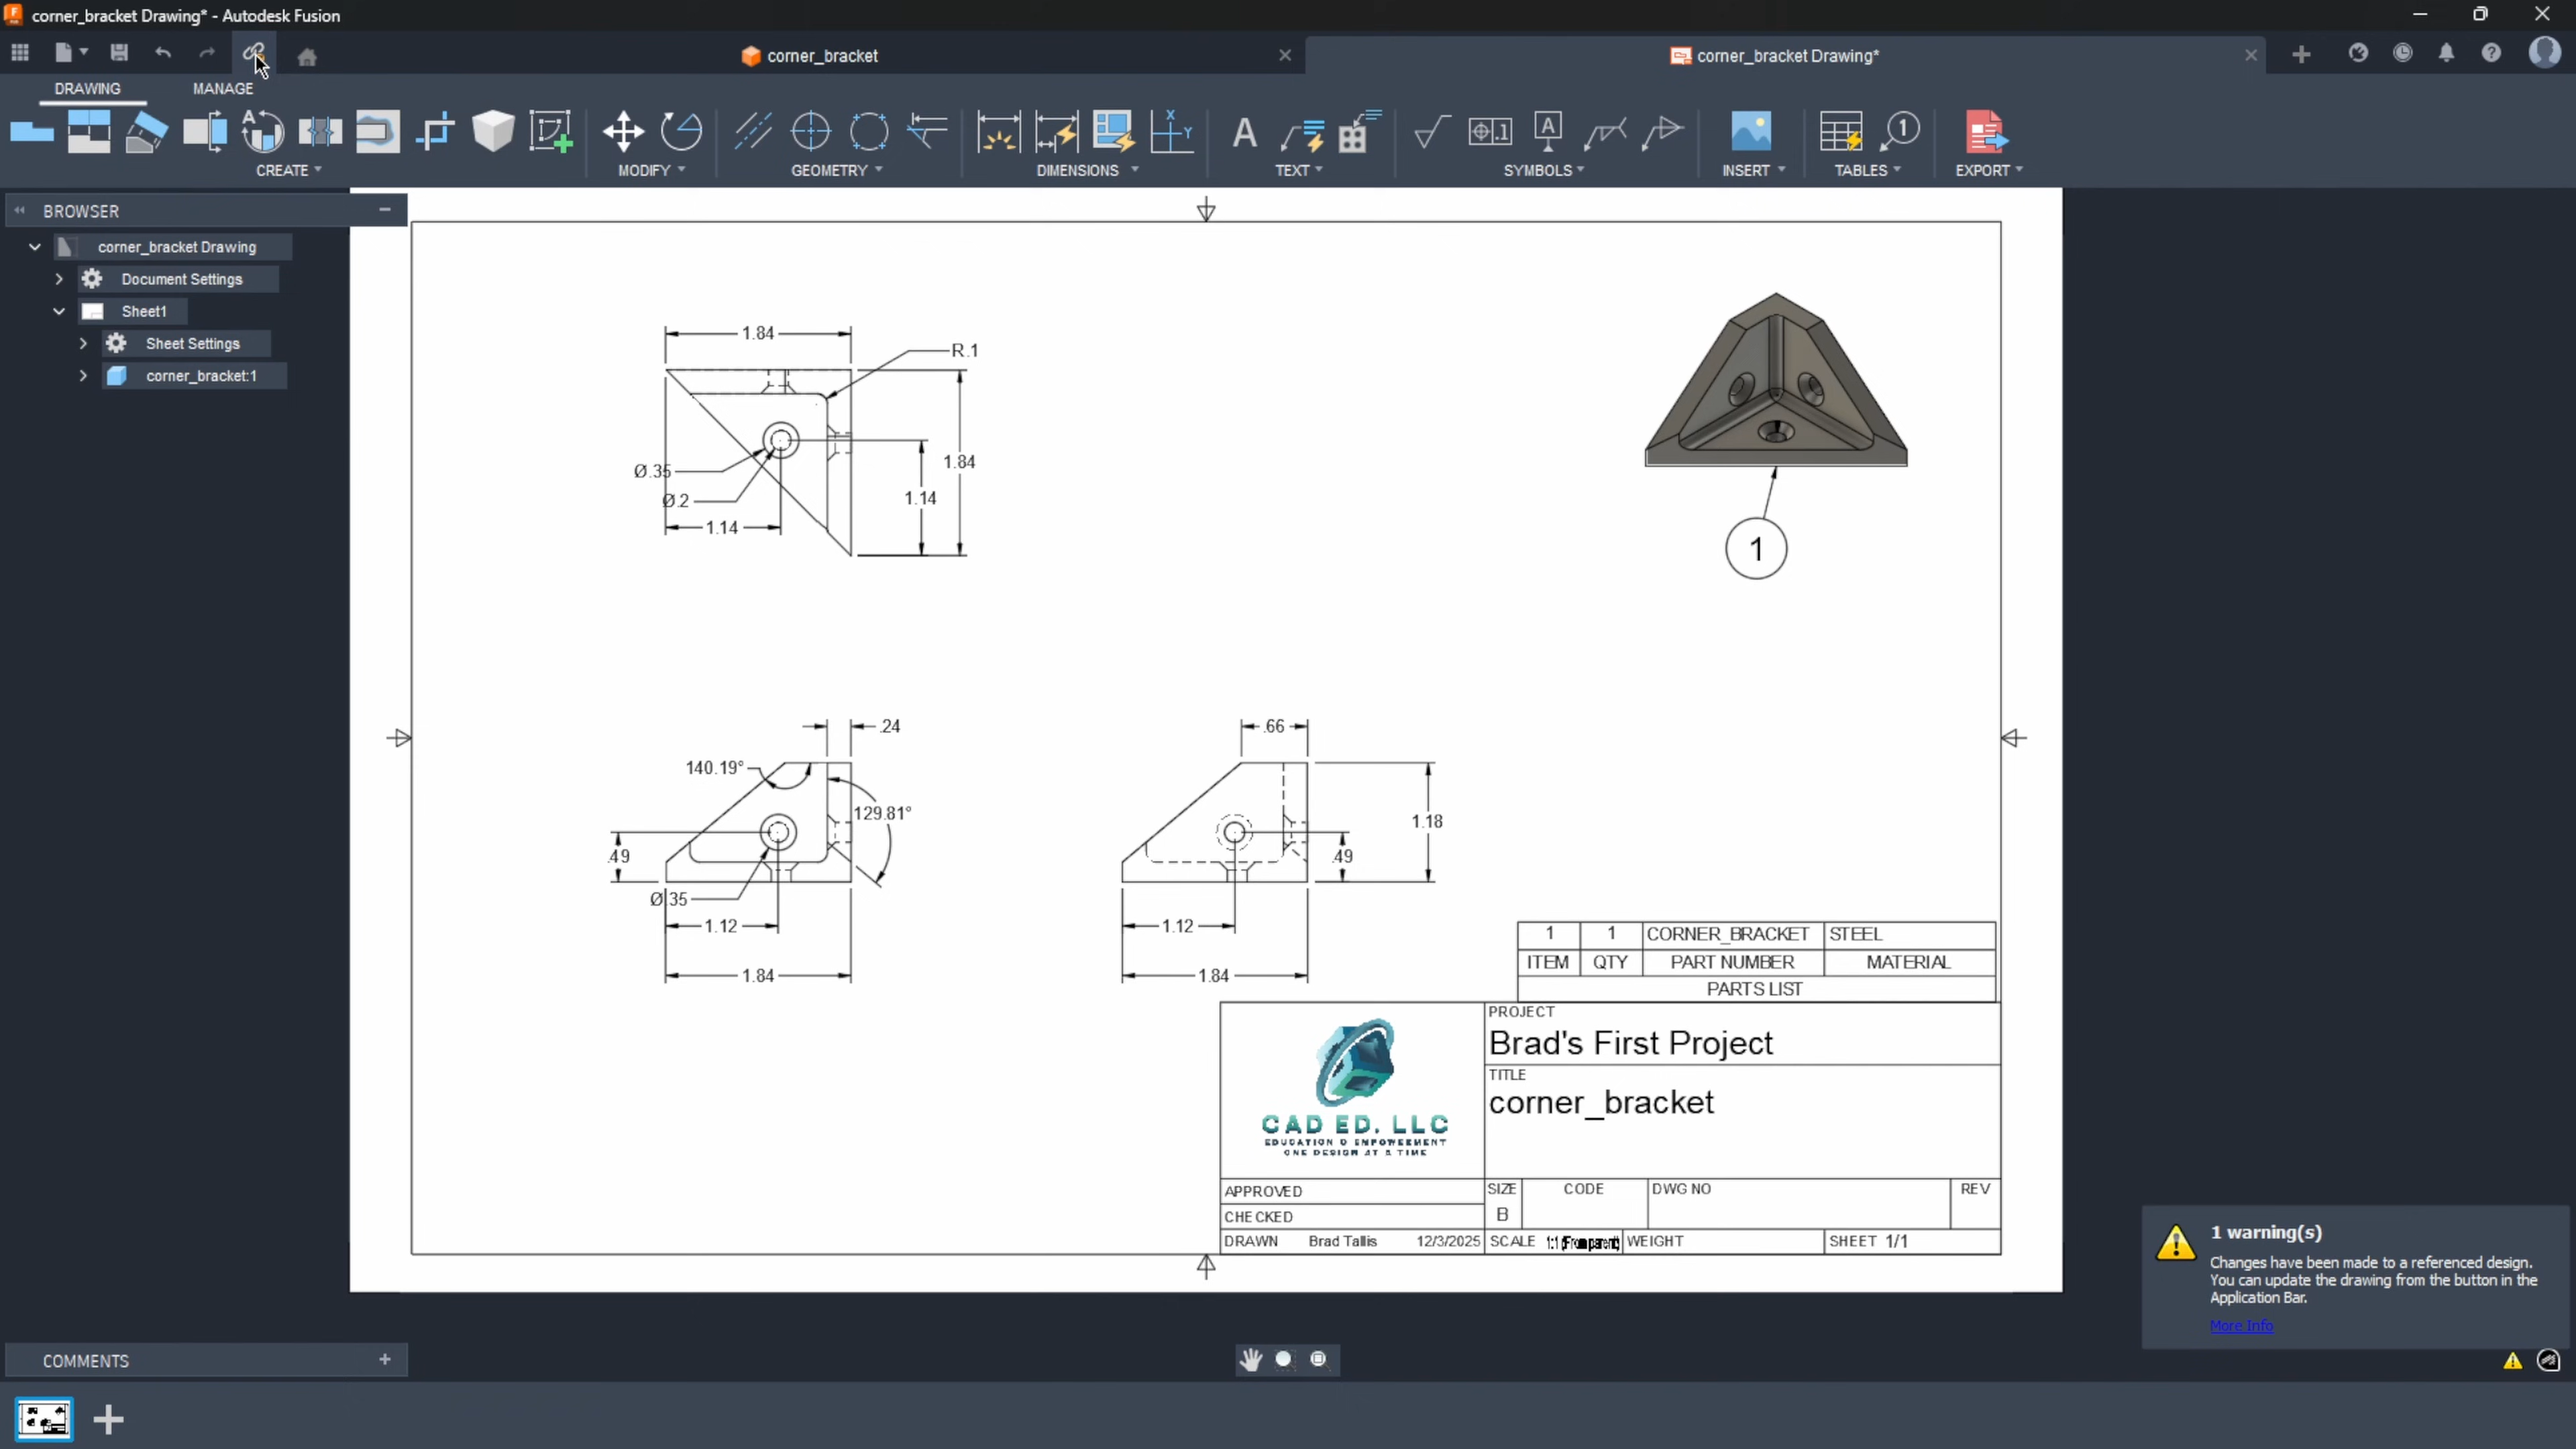 corner_bracket Drawing* - Autodesk Fusion
corner_bracket
corner_bracket Drawing*
DRAWING
MANAGE
CREATE
MODIFY
GEOMETRY
DIMENSIONS
TEXT
SYMBOLS
INSERT
TABLES
EXPORT
BROWSER
corner_bracket Drawing
Document Settings
Sheet1
Sheet Settings
corner_bracket:1
1.84
R.1
Ø.35
Ø.2
1.84
1.14
1.14
1
.24
140.19°
129.81°
.49
Ø.35
1.12
1.84
.66
1.18
.49
1.12
1.84
1 1 CORNER_BRACKET STEEL
ITEM QTY PART NUMBER MATERIAL
PARTS LIST
CAD ED. LLC
EDUCATION & EMPOWERMENT
ONE DESIGN AT A TIME
PROJECT
Brad's First Project
TITLE
corner_bracket
APPROVED
CHECKED
DRAWN Brad Tallis 12/3/2025
SIZE
B
CODE
DWG NO
REV
SCALE 1:1 (From parent)
WEIGHT
SHEET 1/1
1 warning(s)
Changes have been made to a referenced design.
You can update the drawing from the button in the
Application Bar.
More Info
COMMENTS